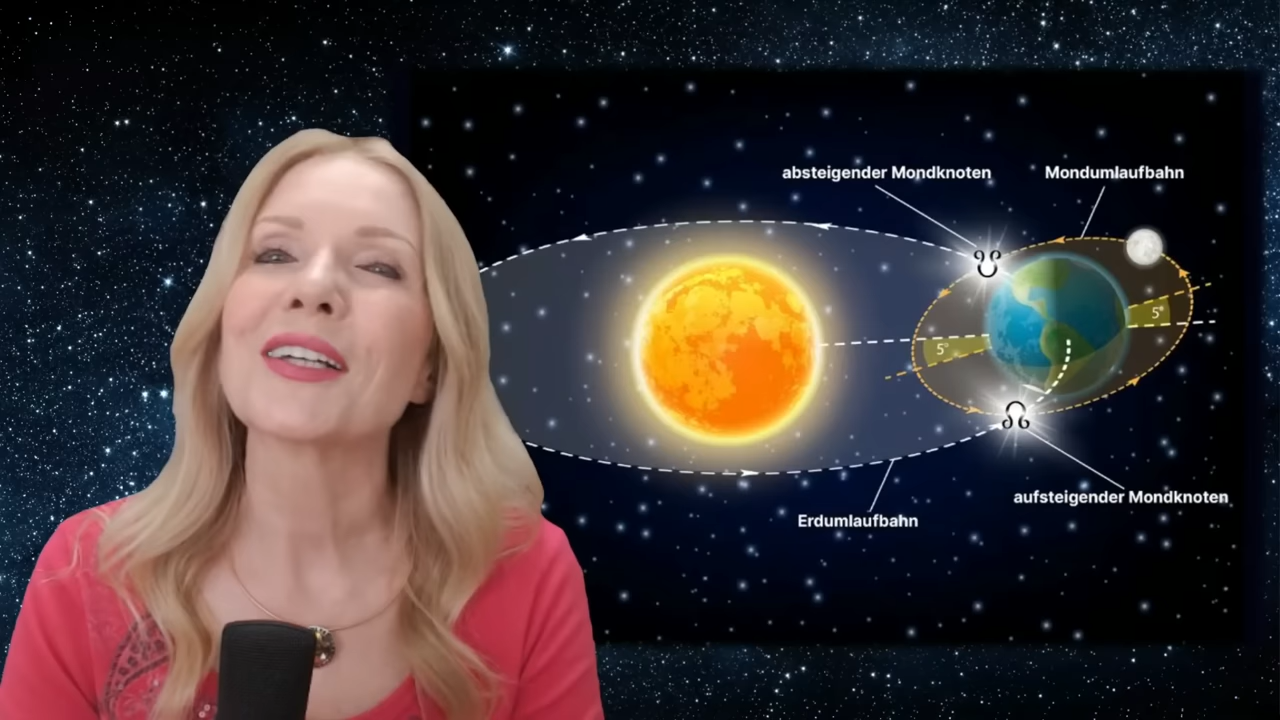 absteigender Mondknoten
Mondumlaufbahn
☋
5°
5°
☊
aufsteigender Mondknoten
Erdumlaufbahn